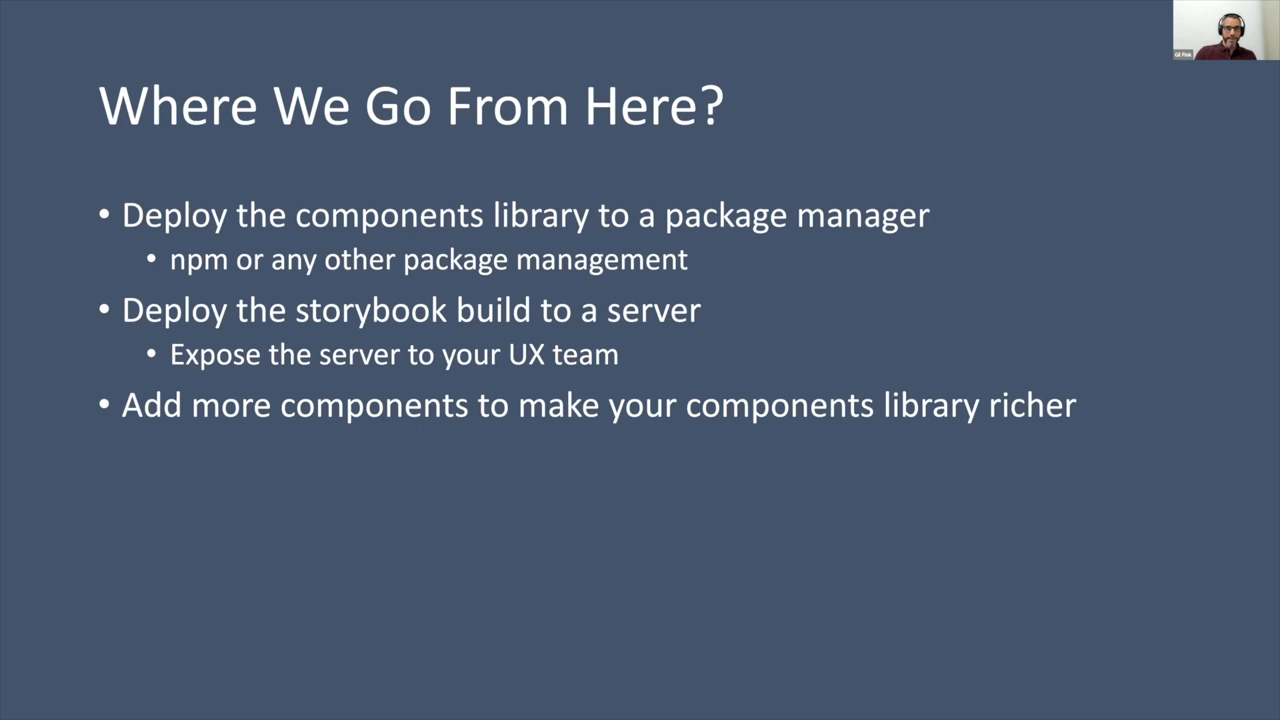 Gil Fink
Where We Go From Here?
• Deploy the components library to a package manager
• npm or any other package management
• Deploy the storybook build to a server
• Expose the server to your UX team
• Add more components to make your components library richer